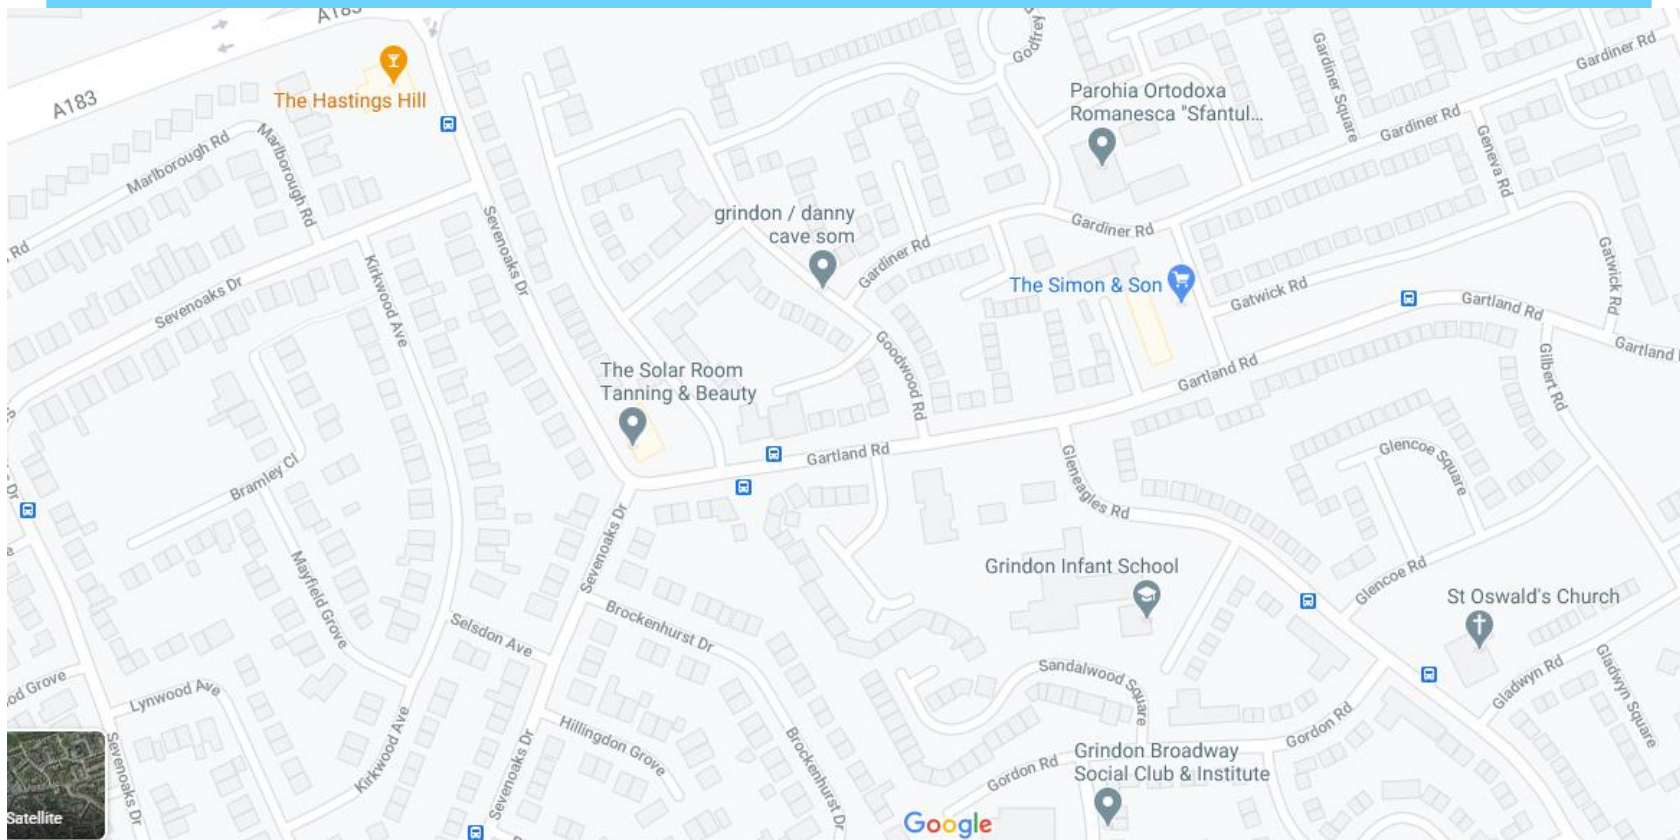 A183
A183
The Hastings Hill
Marlborough Rd
Marlborough Rd
Rd
Sevenoaks Dr
Sevenoaks Dr
Kirkwood Ave
Godfrey
Parohia Ortodoxa
Romanesca "Sfantul...
Gardiner Square
Gardiner Rd
Gardiner Rd
Geneva Rd
grindon / danny
cave som
Gardiner Rd
Gardiner Rd
The Simon & Son
Gatwick Rd
Gatwick Rd
Gartland Rd
Gartland
Gilbert Rd
Goodwood Rd
Gartland Rd
The Solar Room
Tanning & Beauty
Gartland Rd
Glencoe Square
Gleneagles Rd
Bramley Cl
Dr
Mayfield Grove
Sevenoaks Dr
Grindon Infant School
Glencoe Rd
St Oswald's Church
Brockenhurst Dr
Selsdon Ave
Sandalwood Square
Gladwyn Rd
Gladwyn Square
Grove
Lynwood Ave
Kirkwood Ave
Sevenoaks Dr
Hillingdon Grove
Sevenoaks Dr
Brockenhurst Dr
Gordon Rd
Gordon Rd
Grindon Broadway
Social Club & Institute
Satellite
Google